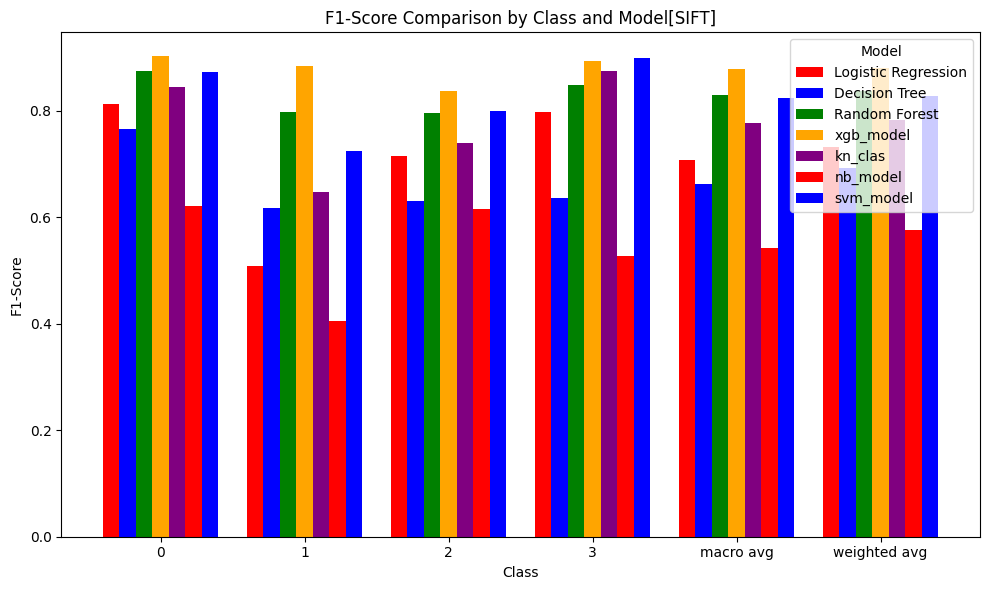 F1-Score Comparison by Class and Model[SIFT]
Model
Logistic Regression
Decision Tree
Random Forest
xgb_model
kn_clas
nb_model
svm_model
F1-Score
0.8
0.6
0.4
0.2
0.0
0 1 2 3 macro avg weighted avg
Class